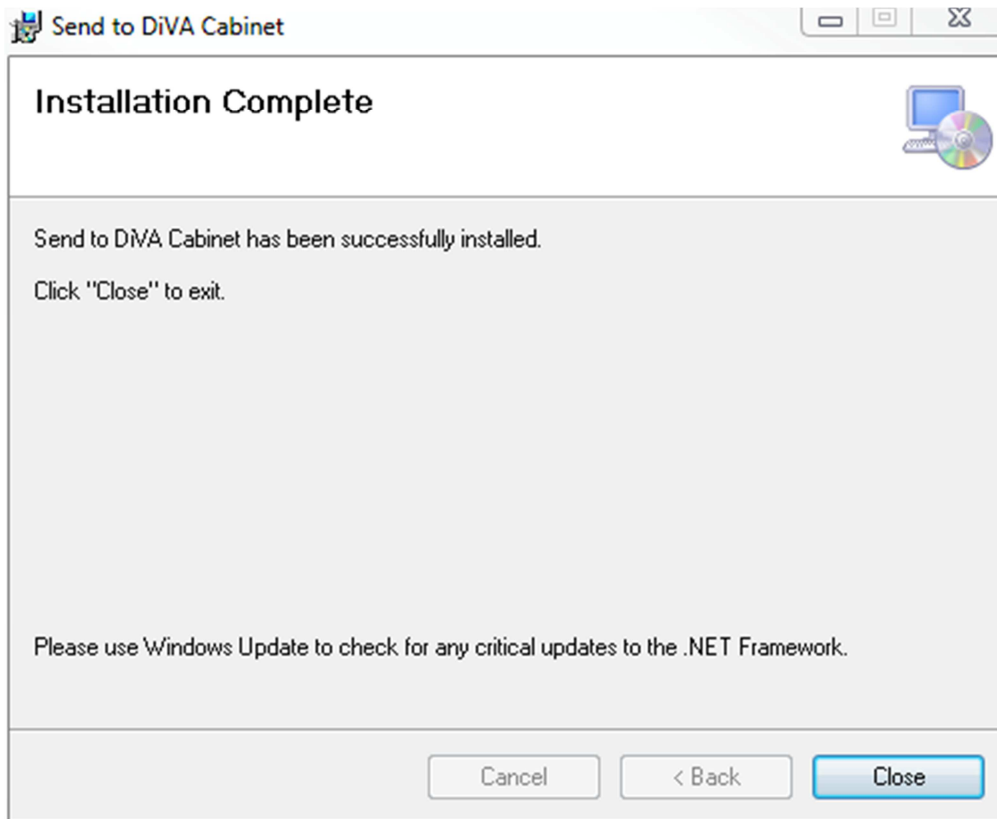 Send to DiVA Cabinet
Installation Complete
Send to DiVA Cabinet has been successfully installed.
Click "Close" to exit.
Please use Windows Update to check for any critical updates to the .NET Framework.
Cancel
< Back
Close